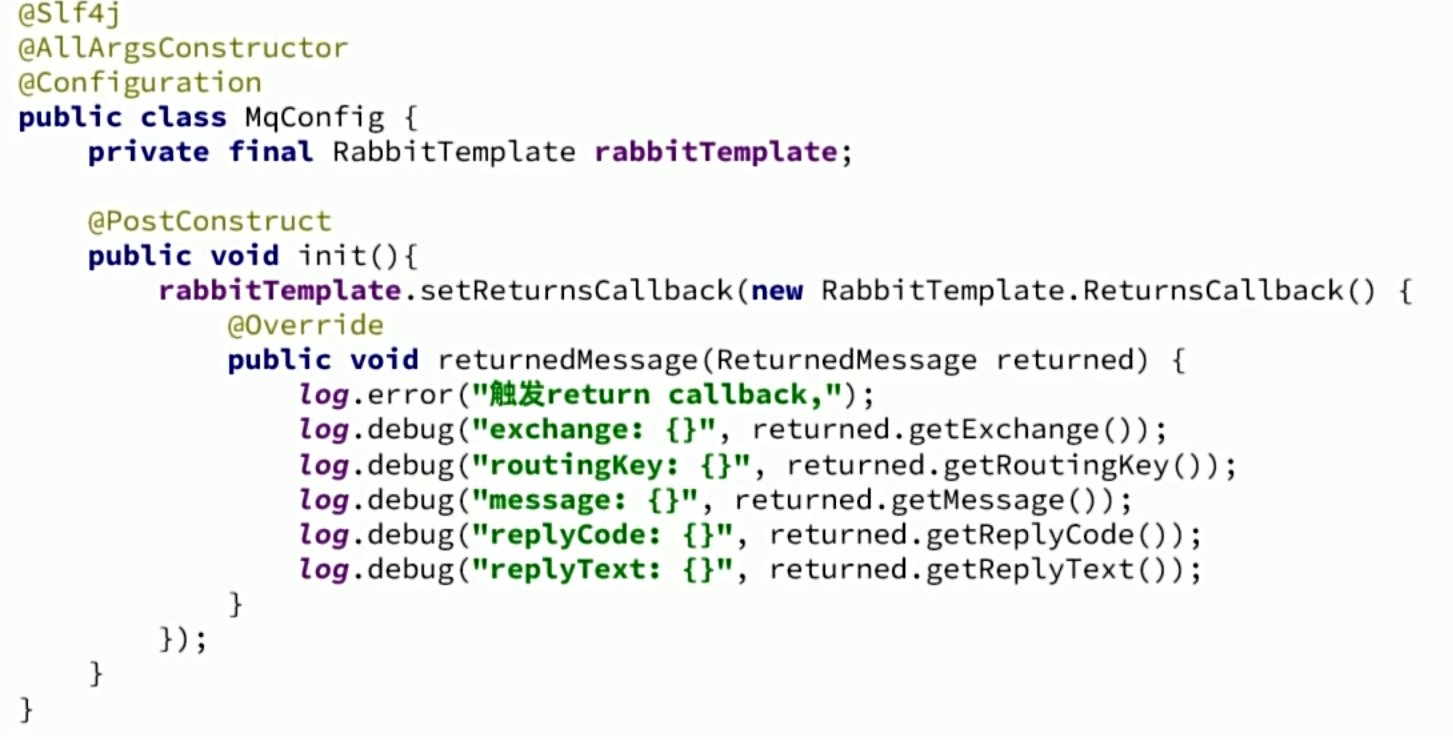 @Slf4j
@AllArgsConstructor
@Configuration
public class MqConfig {
    private final RabbitTemplate rabbitTemplate;

    @PostConstruct
    public void init(){
        rabbitTemplate.setReturnsCallback(new RabbitTemplate.ReturnsCallback() {
            @Override
            public void returnedMessage(ReturnedMessage returned) {
                log.error("触发return callback,");
                log.debug("exchange: {}", returned.getExchange());
                log.debug("routingKey: {}", returned.getRoutingKey());
                log.debug("message: {}", returned.getMessage());
                log.debug("replyCode: {}", returned.getReplyCode());
                log.debug("replyText: {}", returned.getReplyText());
            }
        });
    }
}